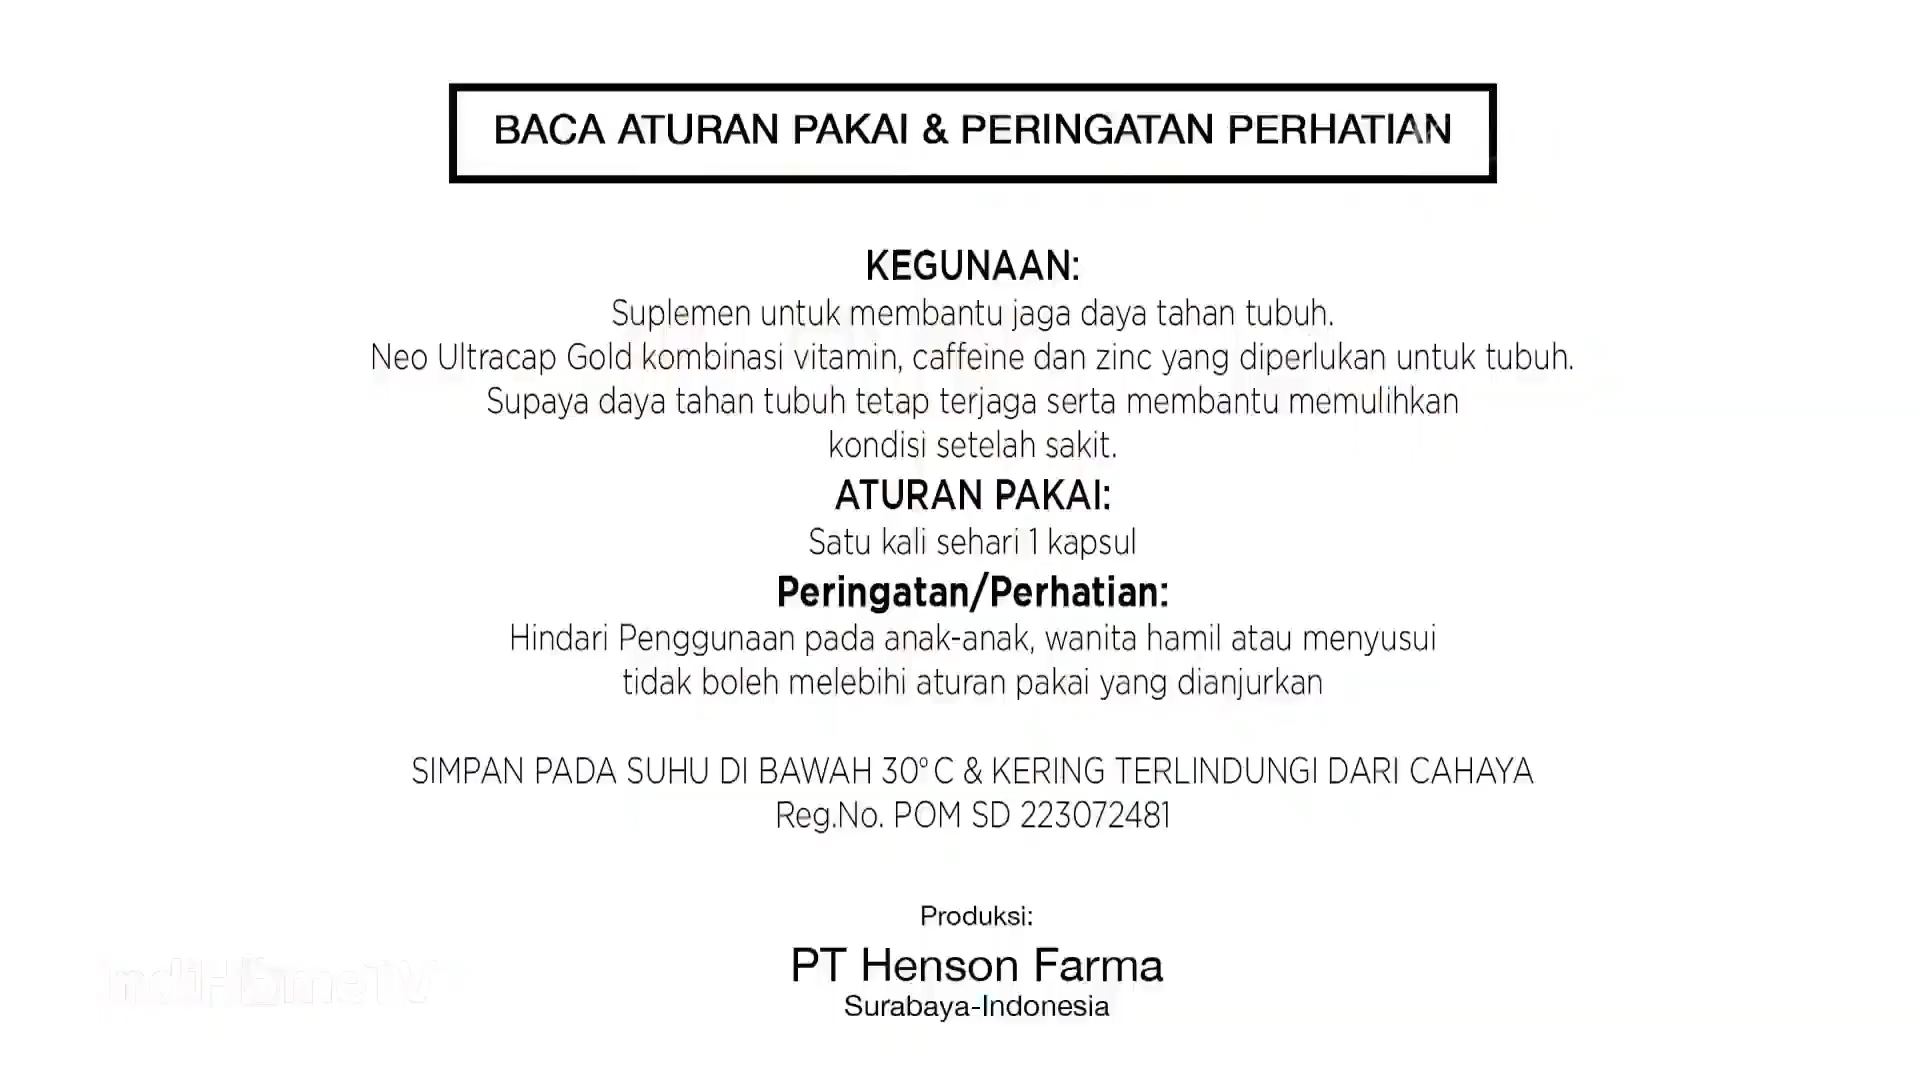 BACA ATURAN PAKAI & PERINGATAN PERHATIAN
KEGUNAAN:
Suplemen untuk membantu jaga daya tahan tubuh.
Neo Ultracap Gold kombinasi vitamin, caffeine dan zinc yang diperlukan untuk tubuh.
Supaya daya tahan tubuh tetap terjaga serta membantu memulihkan
kondisi setelah sakit.
ATURAN PAKAI:
Satu kali sehari 1 kapsul
Peringatan/Perhatian:
Hindari Penggunaan pada anak-anak, wanita hamil atau menyusui
tidak boleh melebihi aturan pakai yang dianjurkan
SIMPAN PADA SUHU DI BAWAH 30°C & KERING TERLINDUNGI DARI CAHAYA
Reg.No. POM SD 223072481
Produksi:
PT Henson Farma
Surabaya-Indonesia
IndiHomeTV